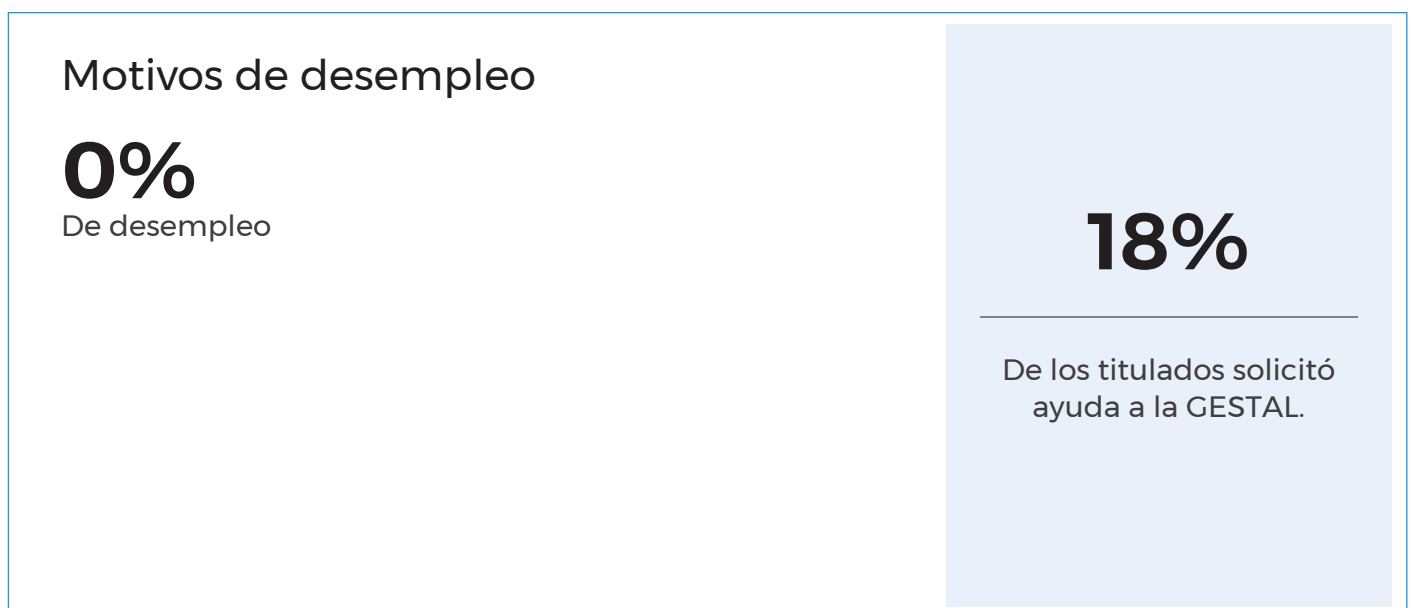 Motivos de desempleo
0%
De desempleo
18%
De los titulados solicitó
ayuda a la GESTAL.